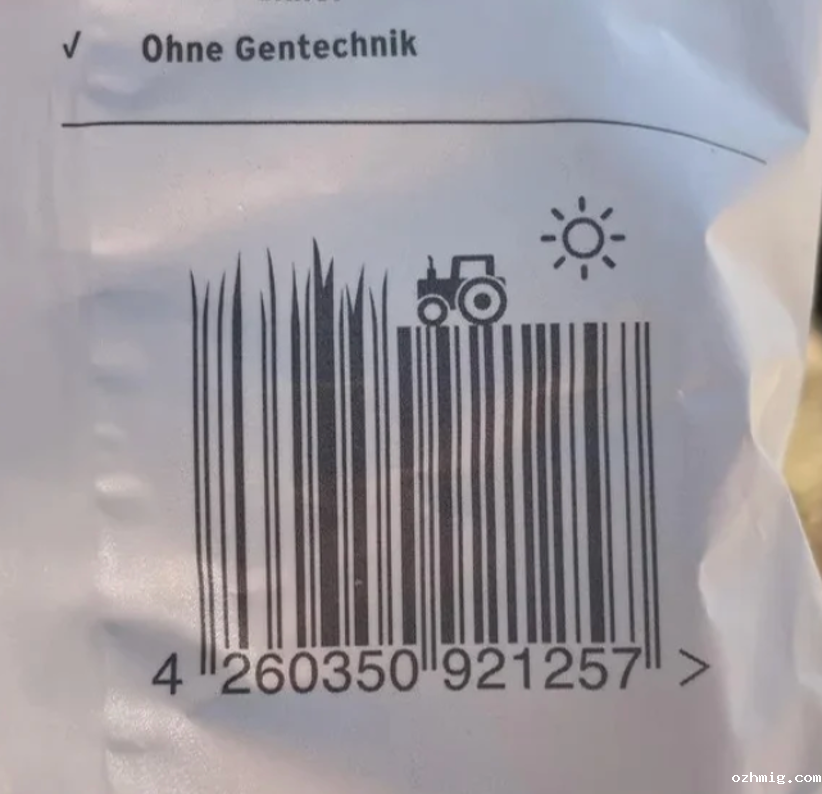 √ Ohne Gentechnik
4 260350 921257 >
ozhmig.com